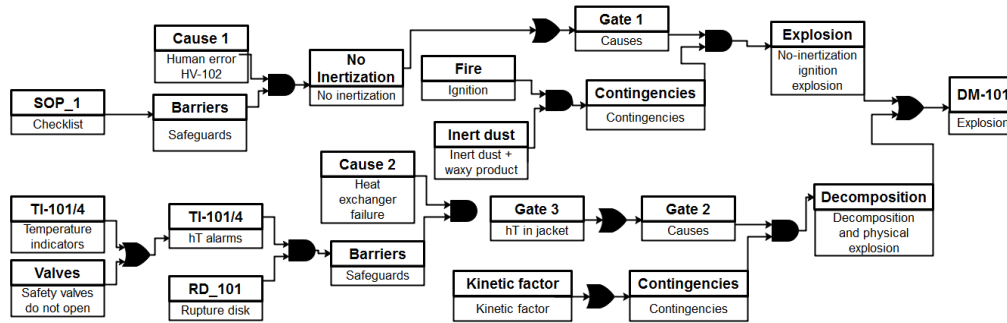 Cause 1
Human error
HV-102
SOP_1
Checklist
Barriers
Safeguards
No
Inertization
No inertization
Gate 1
Causes
Fire
Ignition
Inert dust
Inert dust +
waxy product
Contingencies
Contingencies
Explosion
No-inertization
ignition
explosion
DM-101
Explosion
TI-101/4
Temperature
indicators
Valves
Safety valves
do not open
TI-101/4
hT alarms
RD_101
Rupture disk
Cause 2
Heat
exchanger
failure
Barriers
Safeguards
Gate 3
hT in jacket
Gate 2
Causes
Kinetic factor
Kinetic factor
Contingencies
Contingencies
Decomposition
Decomposition
and physical
explosion